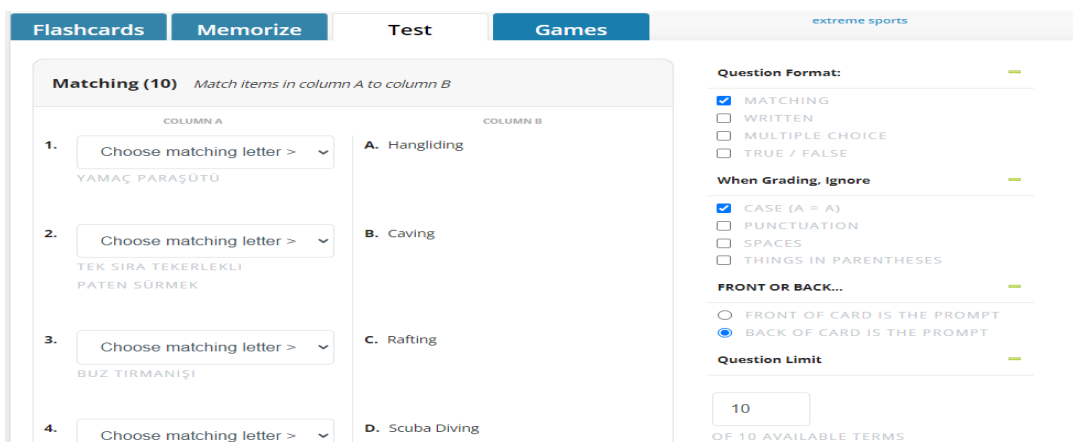 Flashcards Memorize Test Games extreme sports
Matching (10) Match items in column A to column B
COLUMN A COLUMN B
1. Choose matching letter > A. Hangliding
YAMAÇ PARAŞÜTÜ
2. Choose matching letter > B. Caving
TEK SIRA TEKERLEKLI
PATEN SÜRMEK
3. Choose matching letter > C. Rafting
BUZ TIRMANIŞI
4. Choose matching letter > D. Scuba Diving
Question Format:
MATCHING
WRITTEN
MULTIPLE CHOICE
TRUE / FALSE
When Grading, Ignore
CASE (A = A)
PUNCTUATION
SPACES
THINGS IN PARENTHESES
FRONT OR BACK...
FRONT OF CARD IS THE PROMPT
BACK OF CARD IS THE PROMPT
Question Limit
10
OF 10 AVAILABLE TERMS